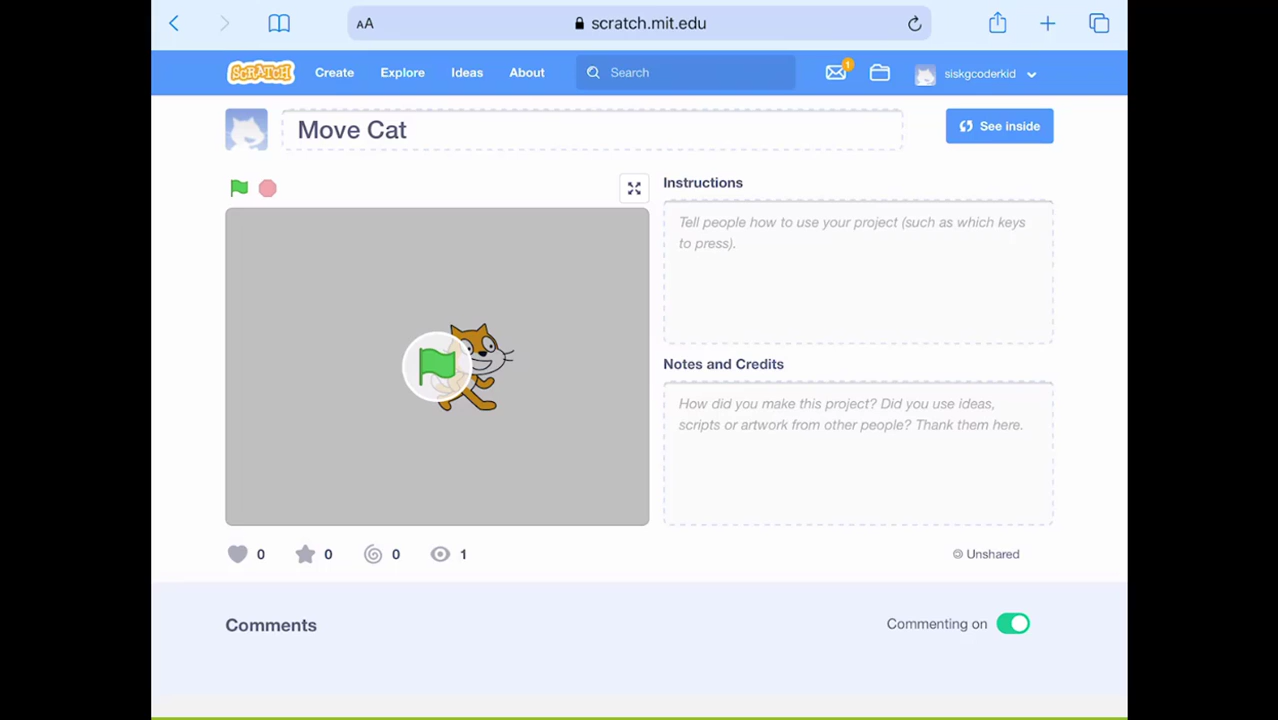 AA scratch.mit.edu
SCRATCH Create Explore Ideas About Search 1 siskgcoderkid
Move Cat
See inside
Instructions
Tell people how to use your project (such as which keys
to press).
Notes and Credits
How did you make this project? Did you use ideas,
scripts or artwork from other people? Thank them here.
0 0 0 1 Unshared
Comments Commenting on